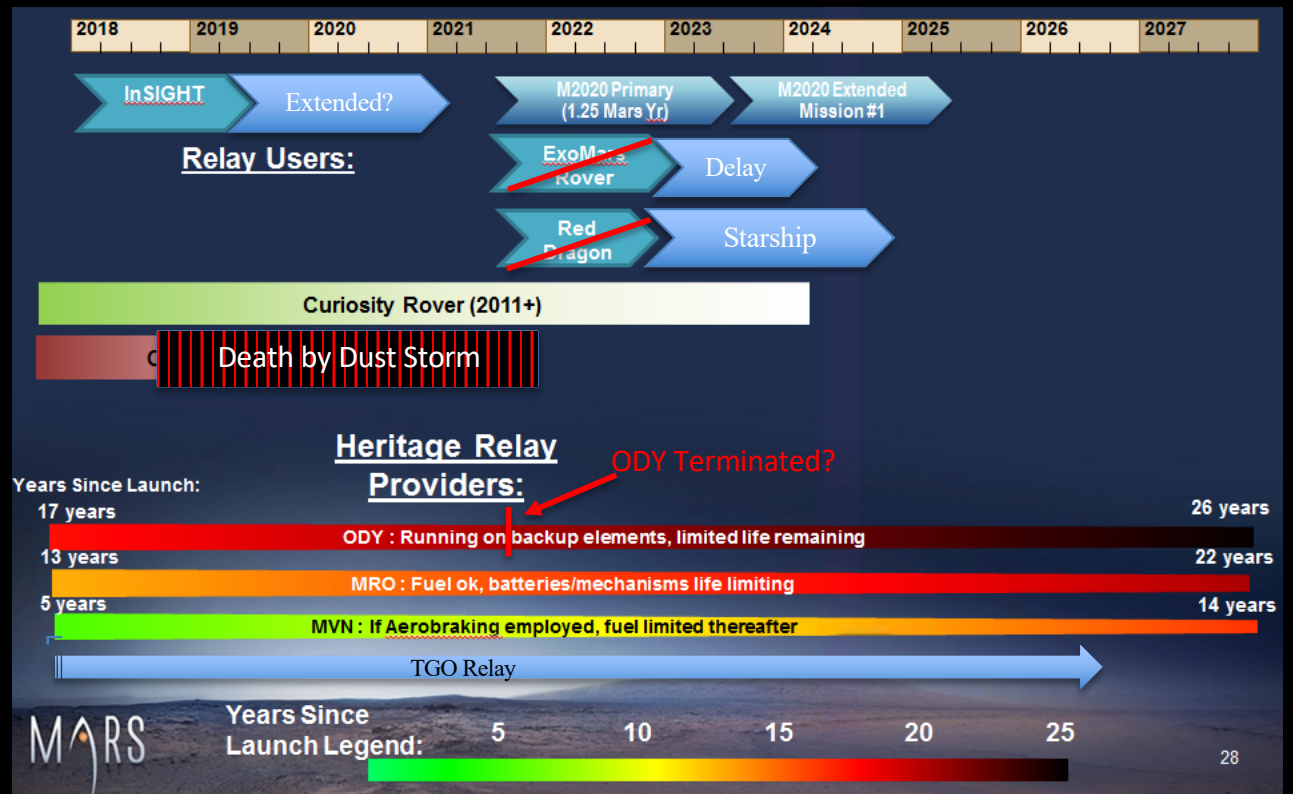 2018 2019 2020 2021 2022 2023 2024 2025 2026 2027
InSIGHT
Extended?
M2020 Primary
(1.25 Mars Yr)
M2020 Extended
Mission #1
Relay Users:
ExoMars
Rover
Delay
Red
Dragon
Starship
Curiosity Rover (2011+)
Death by Dust Storm
Heritage Relay
Providers:
ODY Terminated?
Years Since Launch:
17 years
26 years
ODY : Running on backup elements, limited life remaining
13 years
22 years
MRO : Fuel ok, batteries/mechanisms life limiting
5 years
14 years
MVN : If Aerobraking employed, fuel limited thereafter
TGO Relay
MARS
Years Since
Launch Legend:
5 10 15 20 25
28